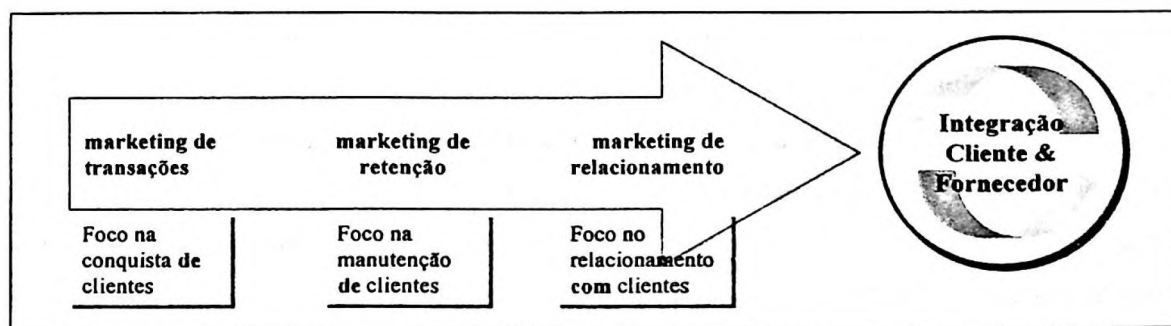 marketing de
transações
marketing de
retenção
marketing de
relacionamento
Integração
Cliente &
Fornecedor
Foco na
conquista de
clientes
Foco na
manutenção
de clientes
Foco no
relacionamento
com clientes